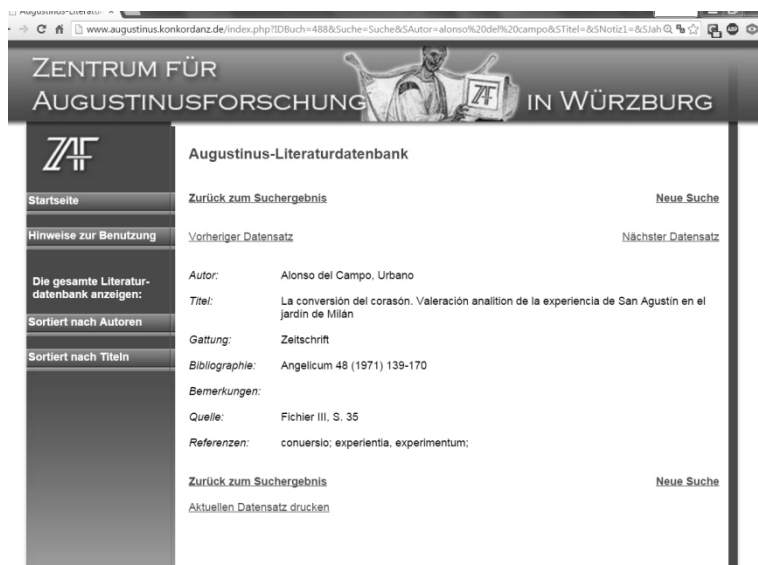 www.augustinus.konkordanz.de/index.php?IDBuch=488&Suche=Suche&SAutor=alonso%20del%20campo&STitel=&SNotiz1=&SJah
ZENTRUM FÜR
AUGUSTINUSFORSCHUNG IN WÜRZBURG
ZAF
ZAF
Augustinus-Literaturdatenbank
Startseite
Zurück zum Suchergebnis Neue Suche
Hinweise zur Benutzung
Vorheriger Datensatz Nächster Datensatz
Die gesamte Literatur-
datenbank anzeigen:
Sortiert nach Autoren
Sortiert nach Titeln
Autor: Alonso del Campo, Urbano
Titel: La conversión del corasón. Valeración analition de la experiencia de San Agustín en el
jardín de Milán
Gattung: Zeitschrift
Bibliographie: Angelicum 48 (1971) 139-170
Bemerkungen:
Quelle: Fichier III, S. 35
Referenzen: conuersio; experientia, experimentum;
Zurück zum Suchergebnis Neue Suche
Aktuellen Datensatz drucken